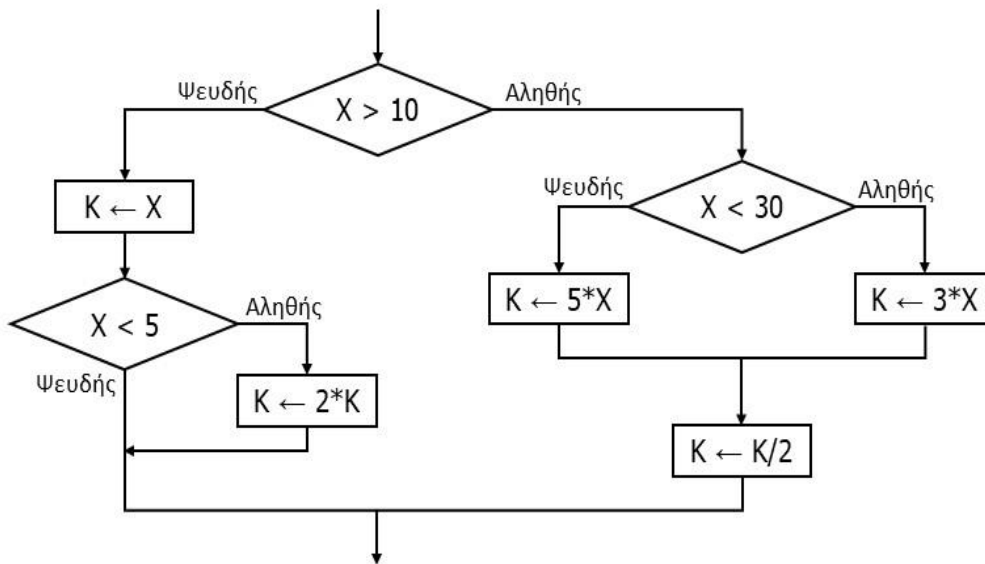 Ψευδής
Αληθής
X > 10
Ψευδής
Αληθής
K ← X
X < 30
K ← 5*X
K ← 3*X
Αληθής
X < 5
Ψευδής
K ← 2*K
K ← K/2